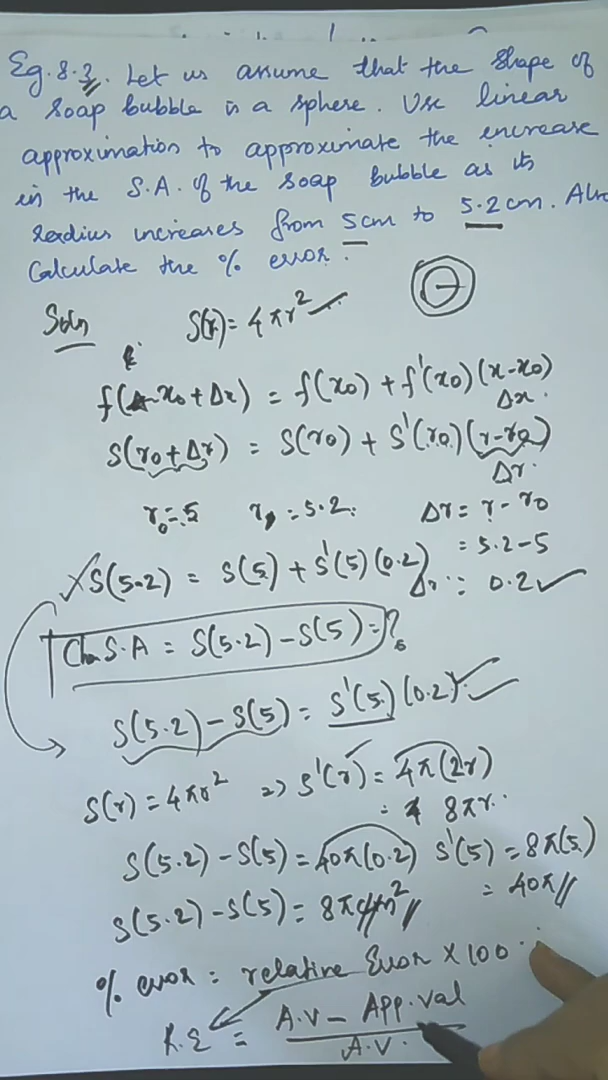 Eg. 8.3. Let us assume that the shape of
a soap bubble is a sphere. Use linear
approximation to approximate the increase
in the S.A. of the soap bubble as its
radius increases from 5cm to 5.2cm. Also
Calculate the % error.
Soln S(r) = 4πr²
f(x₀+Δx) = f(x₀) + f'(x₀)(x-x₀)
Δx.
S(r₀+Δr) = S(r₀) + S'(r₀)(r-r₀)
Δr.
r₀ = 5 r = 5.2. Δr = r - r₀
= 5.2 - 5
S(5.2) = S(5) + S'(5)(0.2) Δr = 0.2
Ch. S.A = S(5.2) - S(5) = ?
S(5.2) - S(5) = S'(5)(0.2)
S(r) = 4πr² => S'(r) = 4π(2r)
= 8πr.
S(5.2) - S(5) = 40π(0.2) S'(5) = 8π(5)
= 40π//
S(5.2) - S(5) = 8π cm²//
% error = relative Error X 100.
R.E = A.V - App. val
A.V.